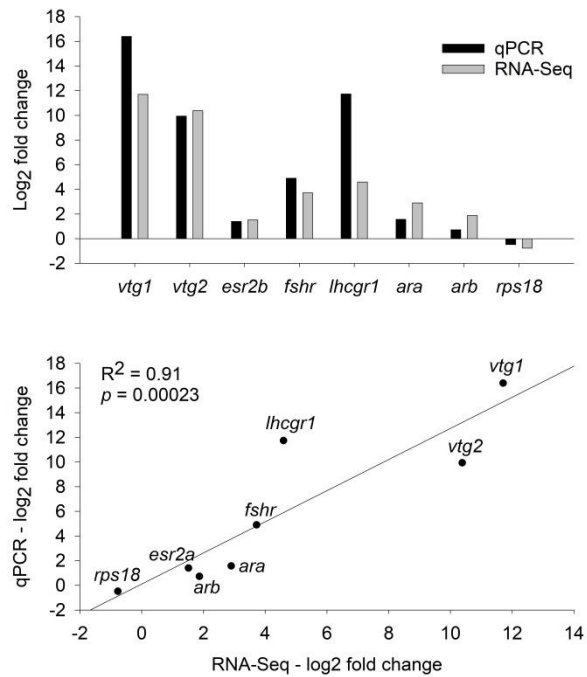 18
16
14
12
10
8
6
4
2
0
-2
Log2 fold change
qPCR
RNA-Seq
vtg1 vtg2 esr2b fshr lhcgr1 ara arb rps18
18
16
14
12
10
8
6
4
2
0
-2
qPCR - log2 fold change
R2 = 0.91
p = 0.00023
vtg1
lhcgr1
vtg2
fshr
esr2a
ara
rps18
arb
-2 0 2 4 6 8 10 12 14
RNA-Seq - log2 fold change